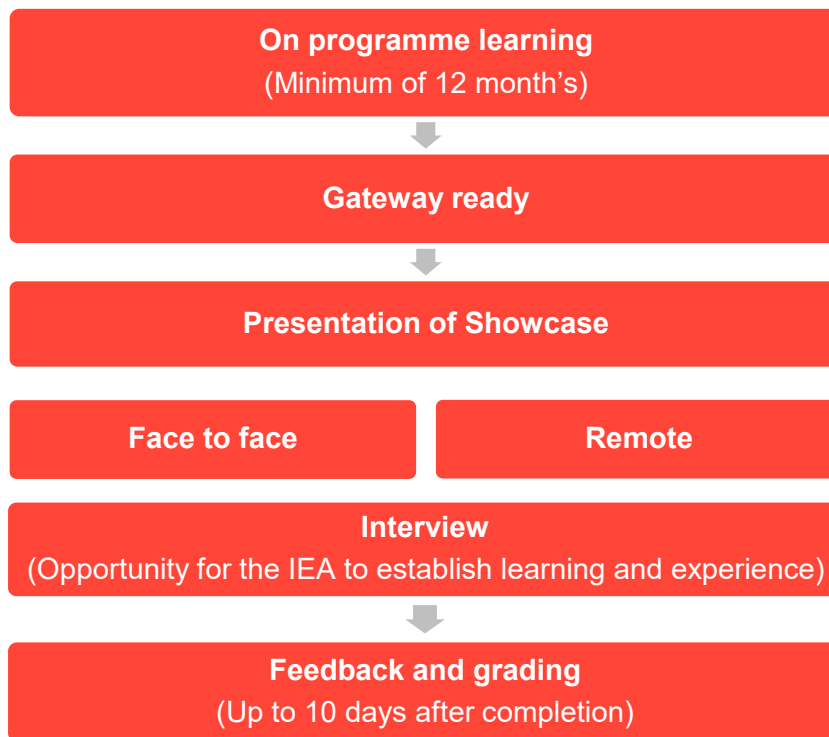 On programme learning
(Minimum of 12 month's)
Gateway ready
Presentation of Showcase
Face to face
Remote
Interview
(Opportunity for the IEA to establish learning and experience)
Feedback and grading
(Up to 10 days after completion)